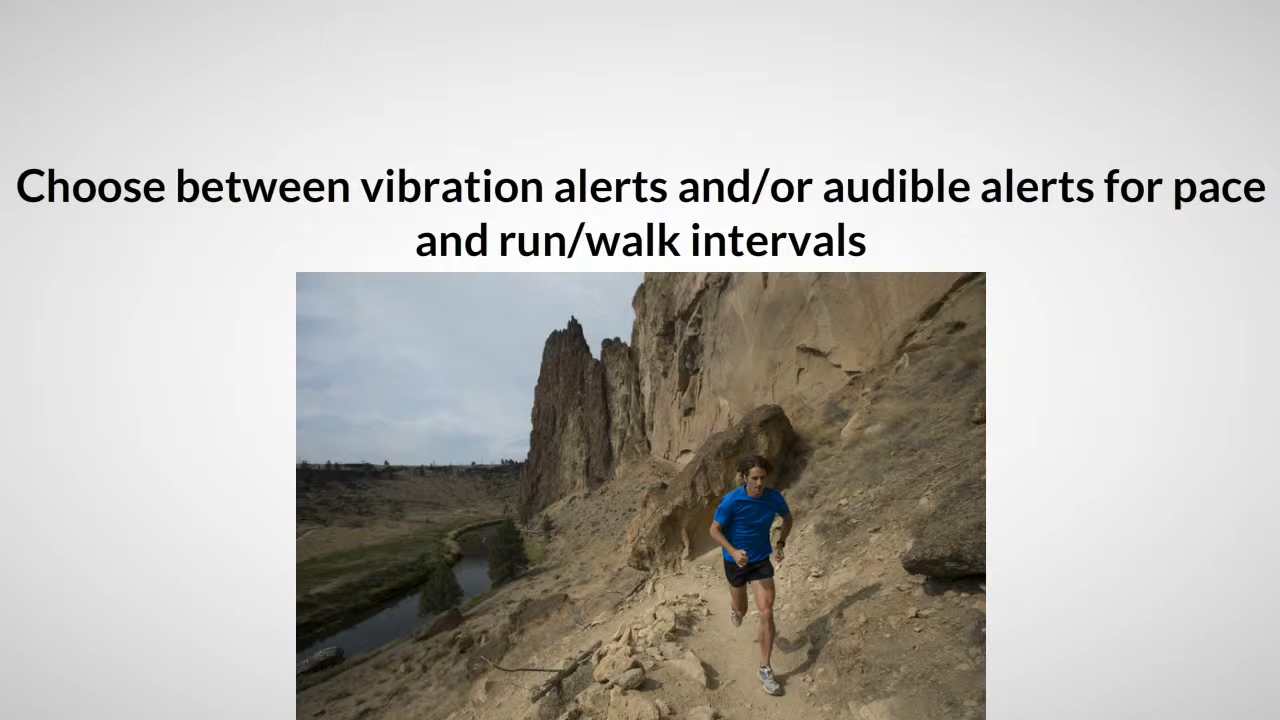 Choose between vibration alerts and/or audible alerts for pace
and run/walk intervals